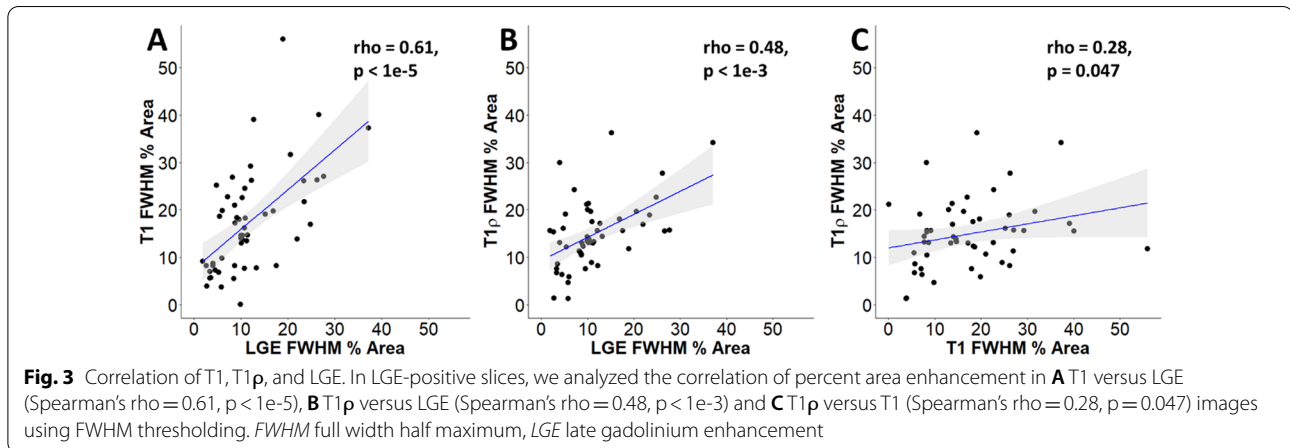 A
rho = 0.61,
p < 1e-5
T1 FWHM % Area
50
40
30
20
10
0
0 10 20 30 40 50
LGE FWHM % Area
B
rho = 0.48,
p < 1e-3
T1ρ FWHM % Area
50
40
30
20
10
0
0 10 20 30 40 50
LGE FWHM % Area
C
rho = 0.28,
p = 0.047
T1ρ FWHM % Area
50
40
30
20
10
0
0 10 20 30 40 50
T1 FWHM % Area
Fig. 3 Correlation of T1, T1ρ, and LGE. In LGE-positive slices, we analyzed the correlation of percent area enhancement in A T1 versus LGE
(Spearman's rho = 0.61, p < 1e-5), B T1ρ versus LGE (Spearman's rho = 0.48, p < 1e-3) and C T1ρ versus T1 (Spearman's rho = 0.28, p = 0.047) images
using FWHM thresholding. FWHM full width half maximum, LGE late gadolinium enhancement